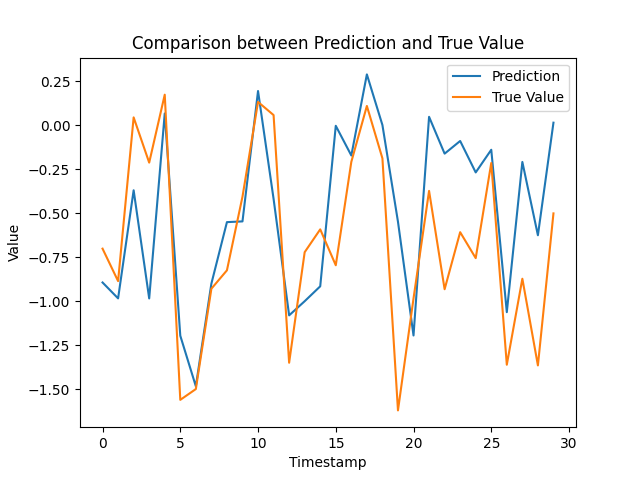 Comparison between Prediction and True Value
Prediction
True Value
0.25
0.00
−0.25
−0.50
−0.75
−1.00
−1.25
−1.50
Value
0 5 10 15 20 25 30
Timestamp